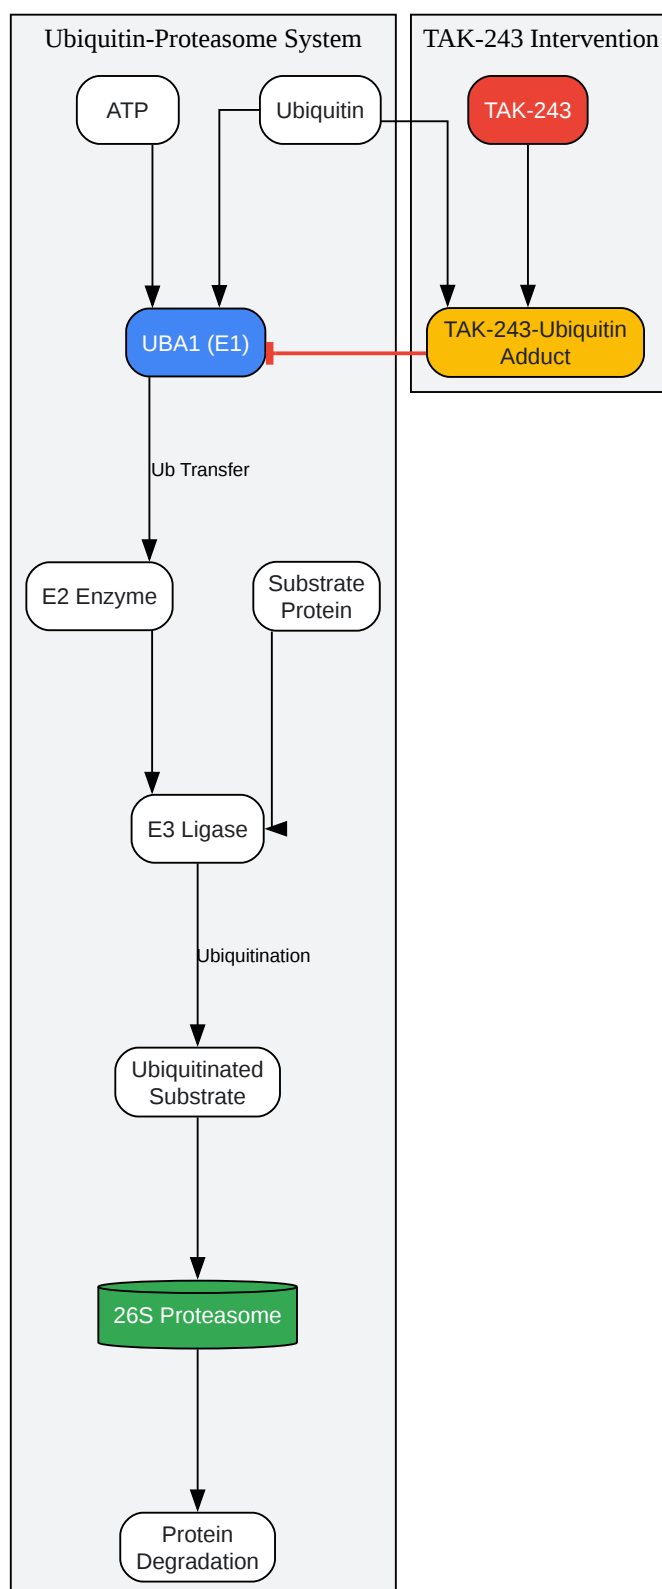 Ubiquitin-Proteasome System
TAK-243 Intervention
ATP
Ubiquitin
TAK-243
UBA1 (E1)
TAK-243-Ubiquitin
Adduct
Ub Transfer
E2 Enzyme
Substrate
Protein
E3 Ligase
Ubiquitination
Ubiquitinated
Substrate
26S Proteasome
Protein
Degradation